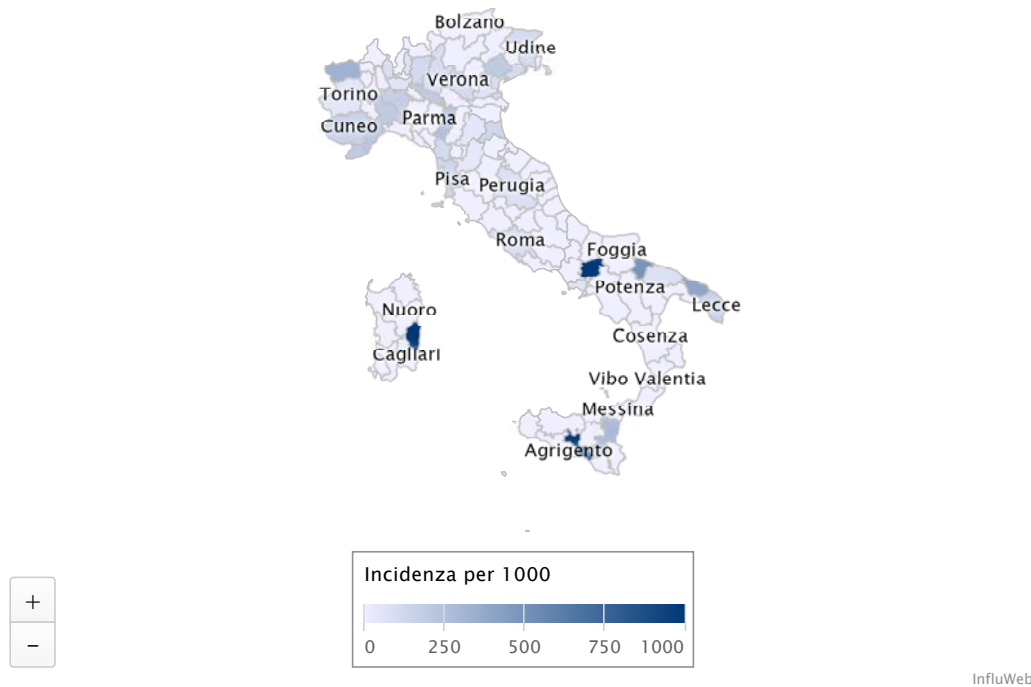 Bolzano
Udine
Verona
Torino
Parma
Cuneo
Pisa
Perugia
Roma
Foggia
Potenza
Lecce
Nuoro
Cosenza
Cagliari
Vibo Valentia
Messina
Agrigento
Incidenza per 1000
0 250 500 750 1000
+
−
InfluWeb